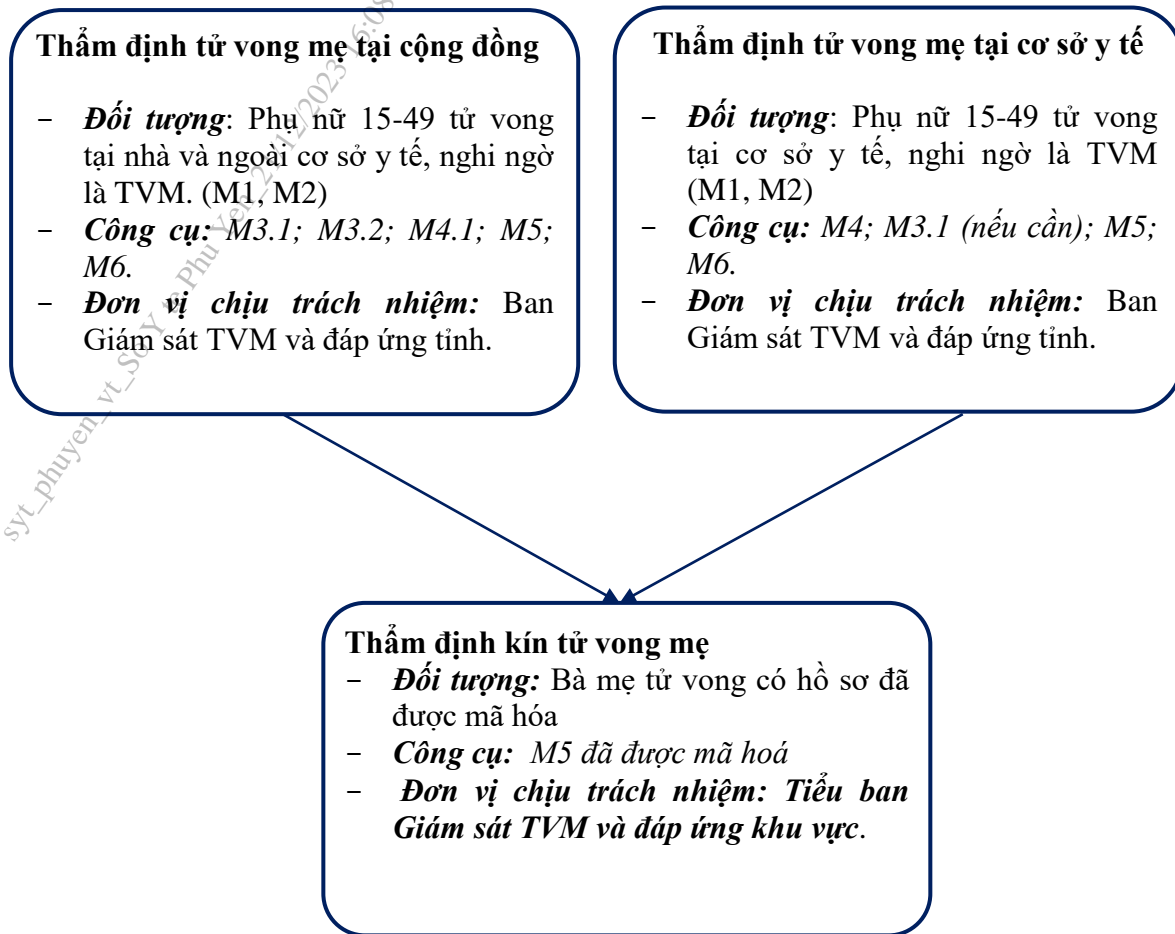 Thẩm định tử vong mẹ tại cộng đồng
- Đối tượng: Phụ nữ 15-49 tử vong
tại nhà và ngoài cơ sở y tế, nghi ngờ
là TVM. (M1, M2)
- Công cụ: M3.1; M3.2; M4.1; M5;
M6.
- Đơn vị chịu trách nhiệm: Ban
Giám sát TVM và đáp ứng tỉnh.
Thẩm định tử vong mẹ tại cơ sở y tế
- Đối tượng: Phụ nữ 15-49 tử vong
tại cơ sở y tế, nghi ngờ là TVM
(M1, M2)
- Công cụ: M4; M3.1 (nếu cần); M5;
M6.
- Đơn vị chịu trách nhiệm: Ban
Giám sát TVM và đáp ứng tỉnh.
Thẩm định kín tử vong mẹ
- Đối tượng: Bà mẹ tử vong có hồ sơ đã
được mã hóa
- Công cụ: M5 đã được mã hoá
- Đơn vị chịu trách nhiệm: Tiểu ban
Giám sát TVM và đáp ứng khu vực.
syt_phuyen_vt_So Y te Phu Yen